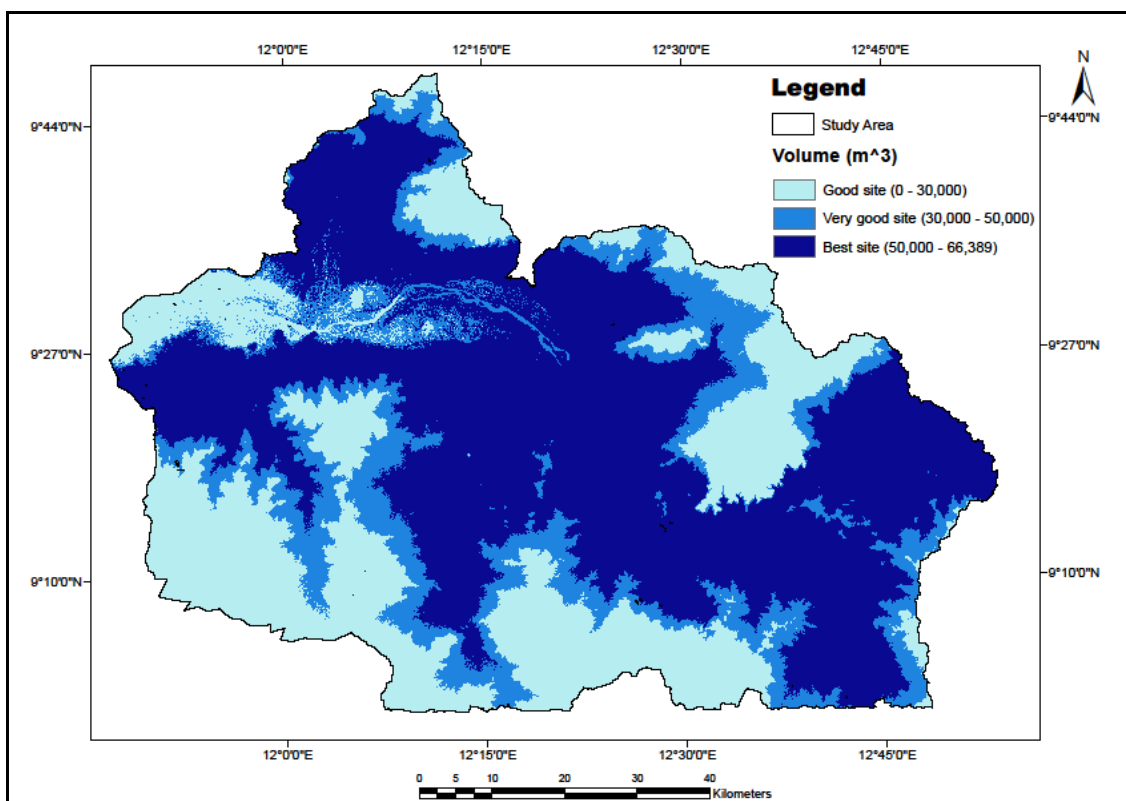 12°0'0"E 12°15'0"E 12°30'0"E 12°45'0"E
N
Legend
Study Area
Volume (m^3)
Good site (0 - 30,000)
Very good site (30,000 - 50,000)
Best site (50,000 - 66,389)
9°44'0"N 9°44'0"N
9°27'0"N 9°27'0"N
9°10'0"N 9°10'0"N
12°0'0"E 12°15'0"E 12°30'0"E 12°45'0"E
0 5 10 20 30 40
Kilometers